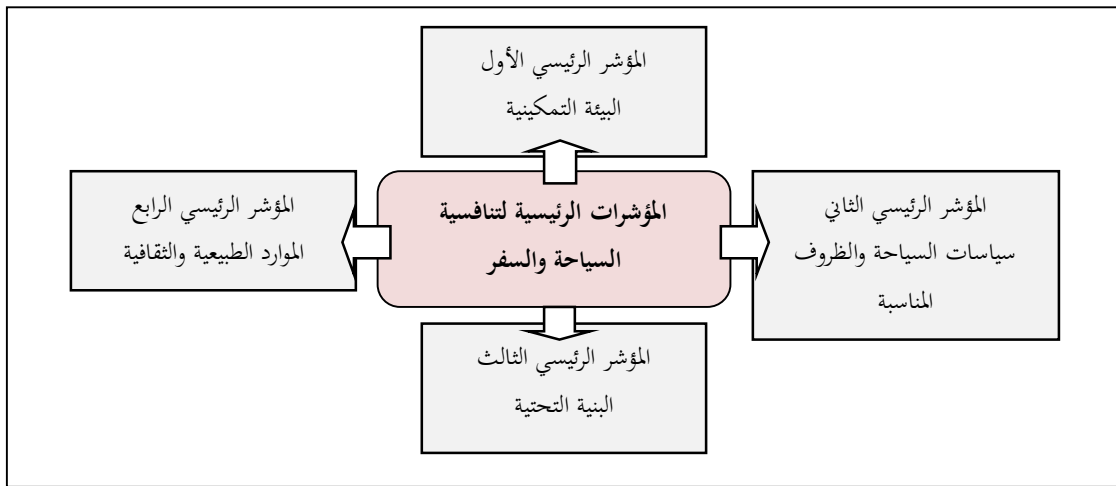 المؤشر الرئيسي الأول
البيئة التمكينية
المؤشرات الرئيسية لتنافسية
السياحة والسفر
المؤشر الرئيسي الثاني
سياسات السياحة والظروف
المناسبة
المؤشر الرئيسي الثالث
البنية التحتية
المؤشر الرئيسي الرابع
الموارد الطبيعية والثقافية